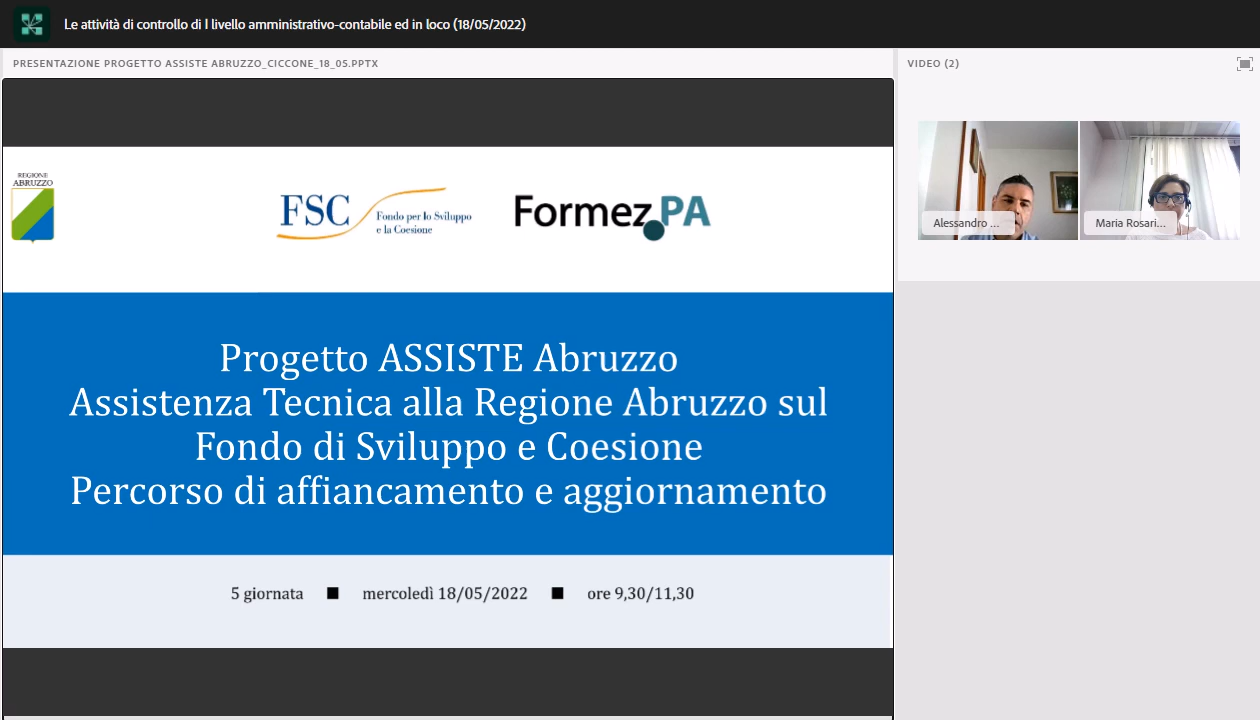 Le attività di controllo di I livello amministrativo-contabile ed in loco (18/05/2022)
PRESENTAZIONE PROGETTO ASSISTE ABRUZZO_CICCONE_18_05.PPTX
REGIONE
ABRUZZO
FSC
Fondo per lo Sviluppo
e la Coesione
Formez PA
Progetto ASSISTE Abruzzo
Assistenza Tecnica alla Regione Abruzzo sul
Fondo di Sviluppo e Coesione
Percorso di affiancamento e aggiornamento
5 giornata ■ mercoledì 18/05/2022 ■ ore 9,30/11,30
VIDEO (2)
Alessandro ...
Maria Rosari...